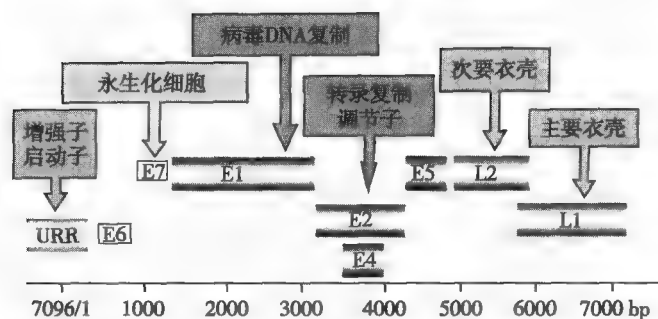 病毒DNA复制
永生化细胞
次要衣壳
转录复制
调节子
增强子
启动子
主要衣壳
E7
E1
E5
L2
E2
L1
URR
E6
E4
7096/1 1000 2000 3000 4000 5000 6000 7000 bp